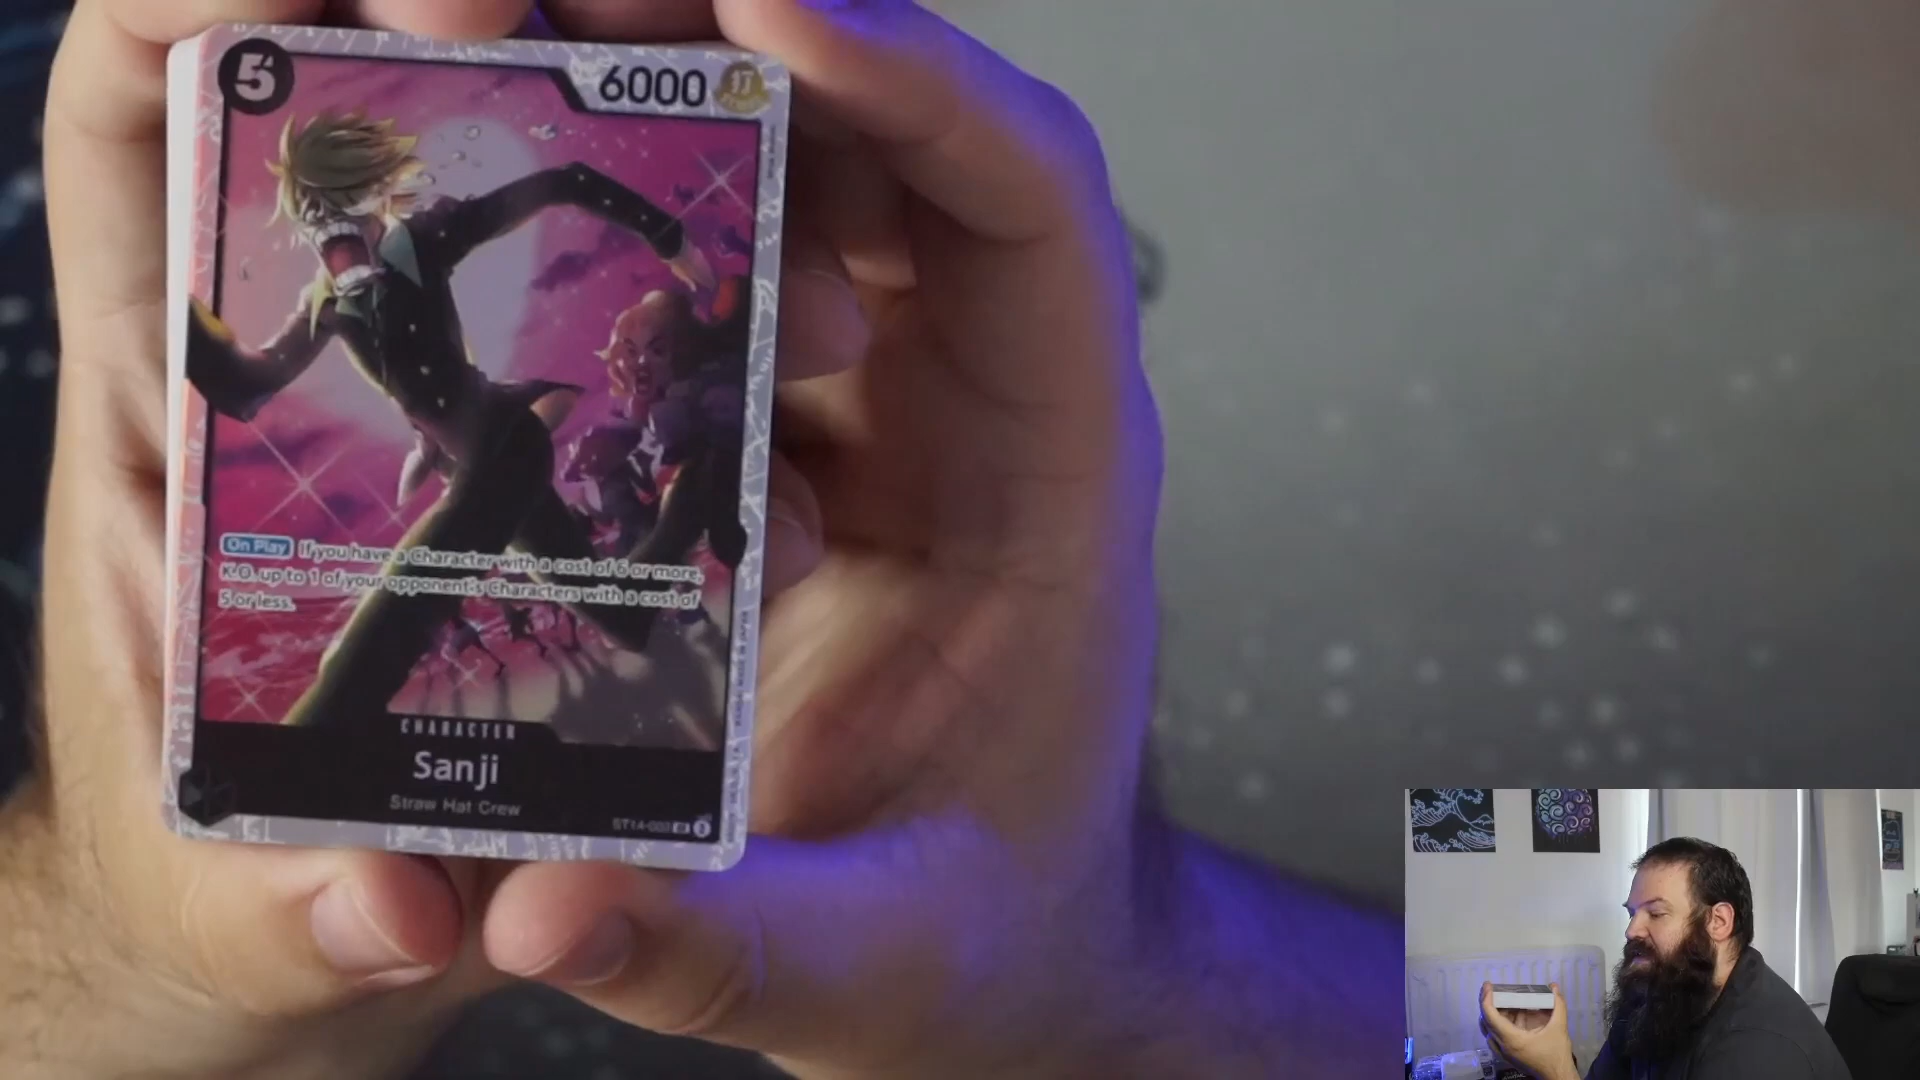 5
6000 打
On Play If you have a Character with a cost of 6 or more,
K.O. up to 1 of your opponent's Characters with a cost of
5 or less.
CHARACTER
Sanji
Straw Hat Crew